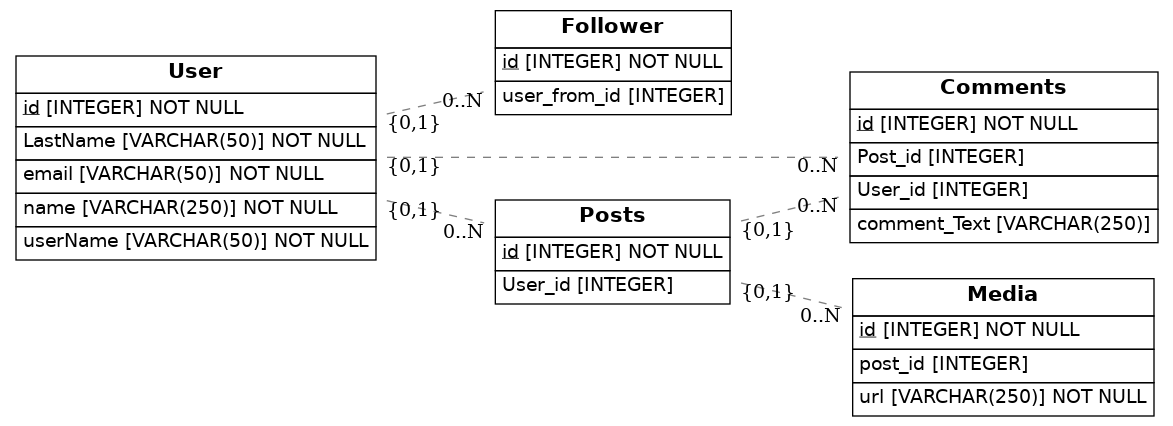 User
id [INTEGER] NOT NULL
LastName [VARCHAR(50)] NOT NULL
email [VARCHAR(50)] NOT NULL
name [VARCHAR(250)] NOT NULL
userName [VARCHAR(50)] NOT NULL
{0,1}
0..N
{0,1}
0..N
{0,1}
0..N
Follower
id [INTEGER] NOT NULL
user_from_id [INTEGER]
Posts
id [INTEGER] NOT NULL
User_id [INTEGER]
{0,1}
0..N
{0,1}
0..N
Comments
id [INTEGER] NOT NULL
Post_id [INTEGER]
User_id [INTEGER]
comment_Text [VARCHAR(250)]
Media
id [INTEGER] NOT NULL
post_id [INTEGER]
url [VARCHAR(250)] NOT NULL